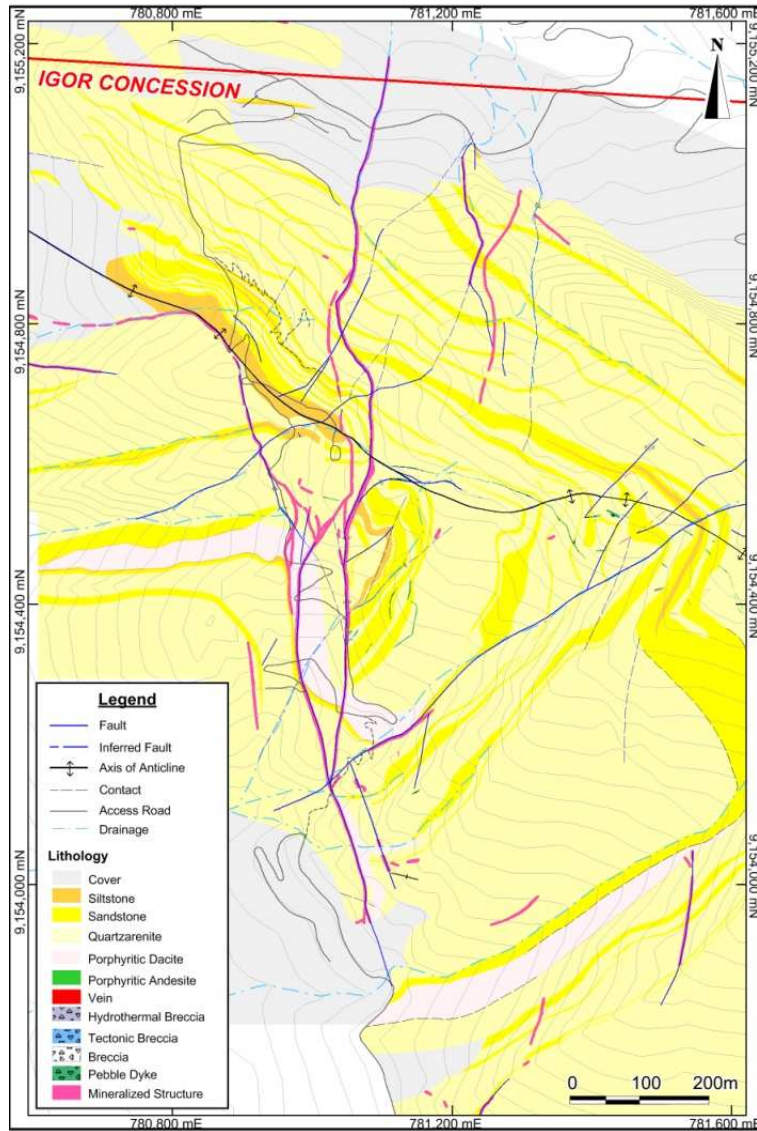 780,800 mE
781,200 mE
781,600 mE
9,155,200 mN
9,155,200 mN
N
IGOR CONCESSION
9,154,800 mN
9,154,800 mN
9,154,400 mN
9,154,400 mN
Legend
Fault
Inferred Fault
Axis of Anticline
Contact
Access Road
Drainage
Lithology
Cover
Siltstone
Sandstone
Quartzarenite
Porphyritic Dacite
Porphyritic Andesite
Vein
Hydrothermal Breccia
Tectonic Breccia
Breccia
Pebble Dyke
Mineralized Structure
9,154,000 mN
9,154,000 mN
0 100 200m
780,800 mE
781,200 mE
781,600 mE